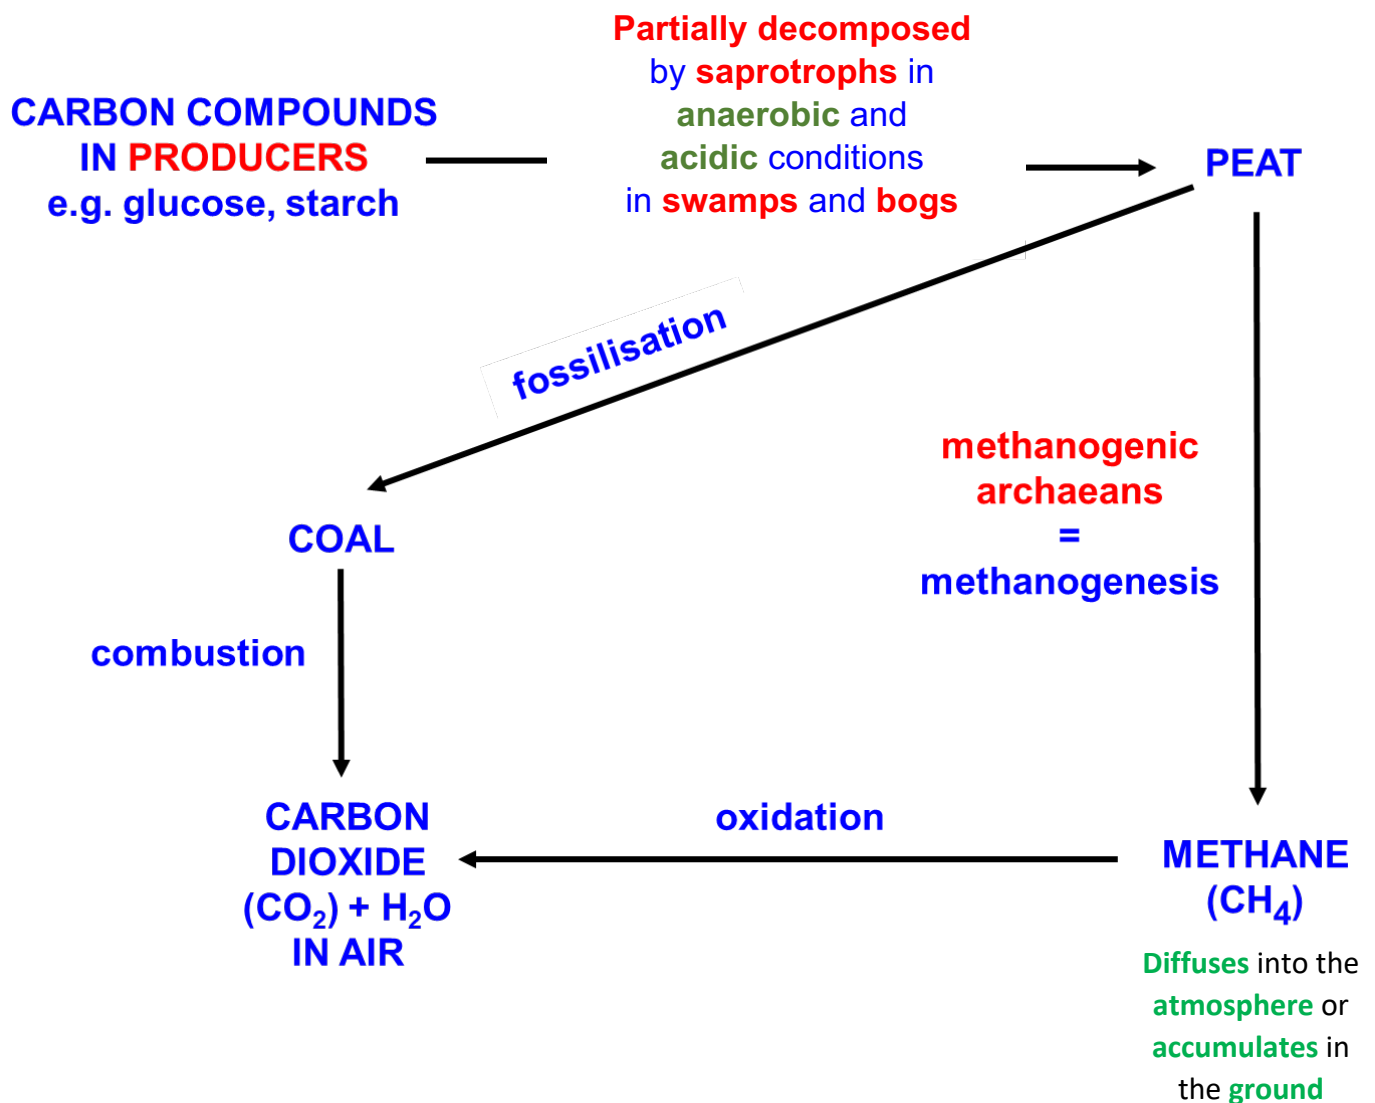 CARBON COMPOUNDS
IN PRODUCERS
e.g. glucose, starch
Partially decomposed
by saprotrophs in
anaerobic and
acidic conditions
in swamps and bogs
PEAT
fossilisation
methanogenic
archaeans
=
methanogenesis
COAL
combustion
CARBON
DIOXIDE
(CO₂) + H₂O
IN AIR
oxidation
METHANE
(CH₄)
Diffuses into the
atmosphere or
accumulates in
the ground